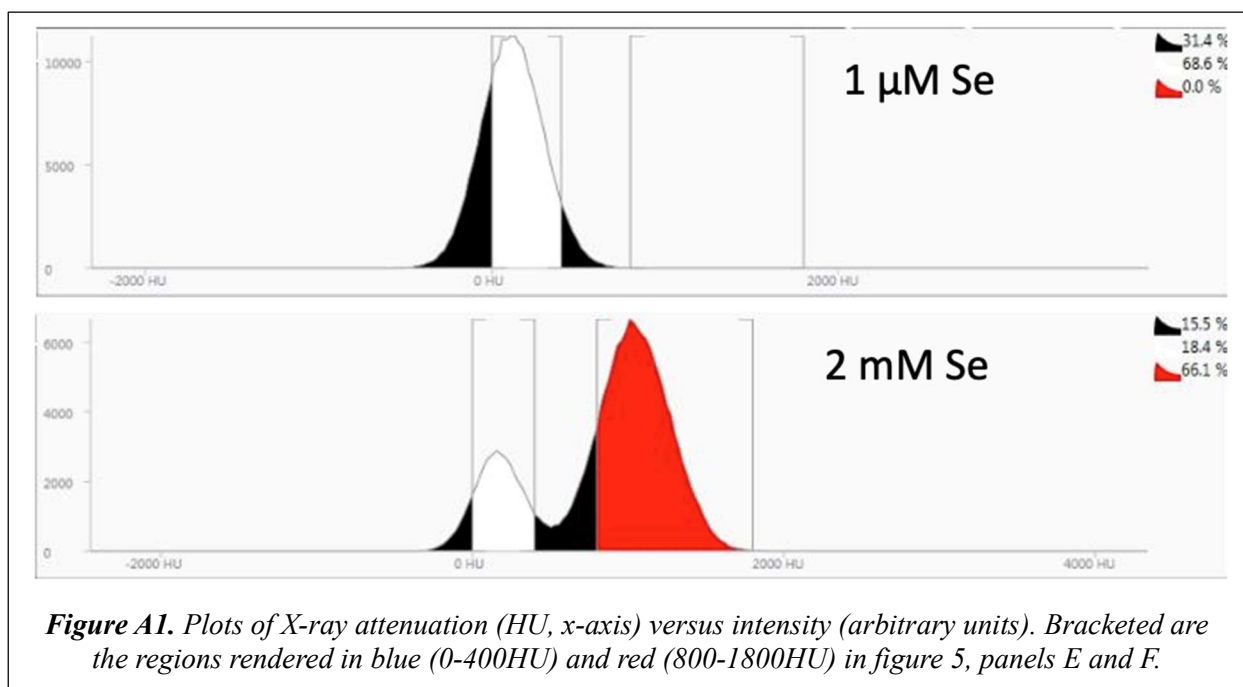 10000
5000
0
-2000 HU
0 HU
2000 HU
1 µM Se
31.4 %
68.6 %
0.0 %
6000
4000
2000
0
-2000 HU
0 HU
2000 HU
4000 HU
2 mM Se
15.5 %
18.4 %
66.1 %
Figure A1. Plots of X-ray attenuation (HU, x-axis) versus intensity (arbitrary units). Bracketed are
the regions rendered in blue (0-400HU) and red (800-1800HU) in figure 5, panels E and F.